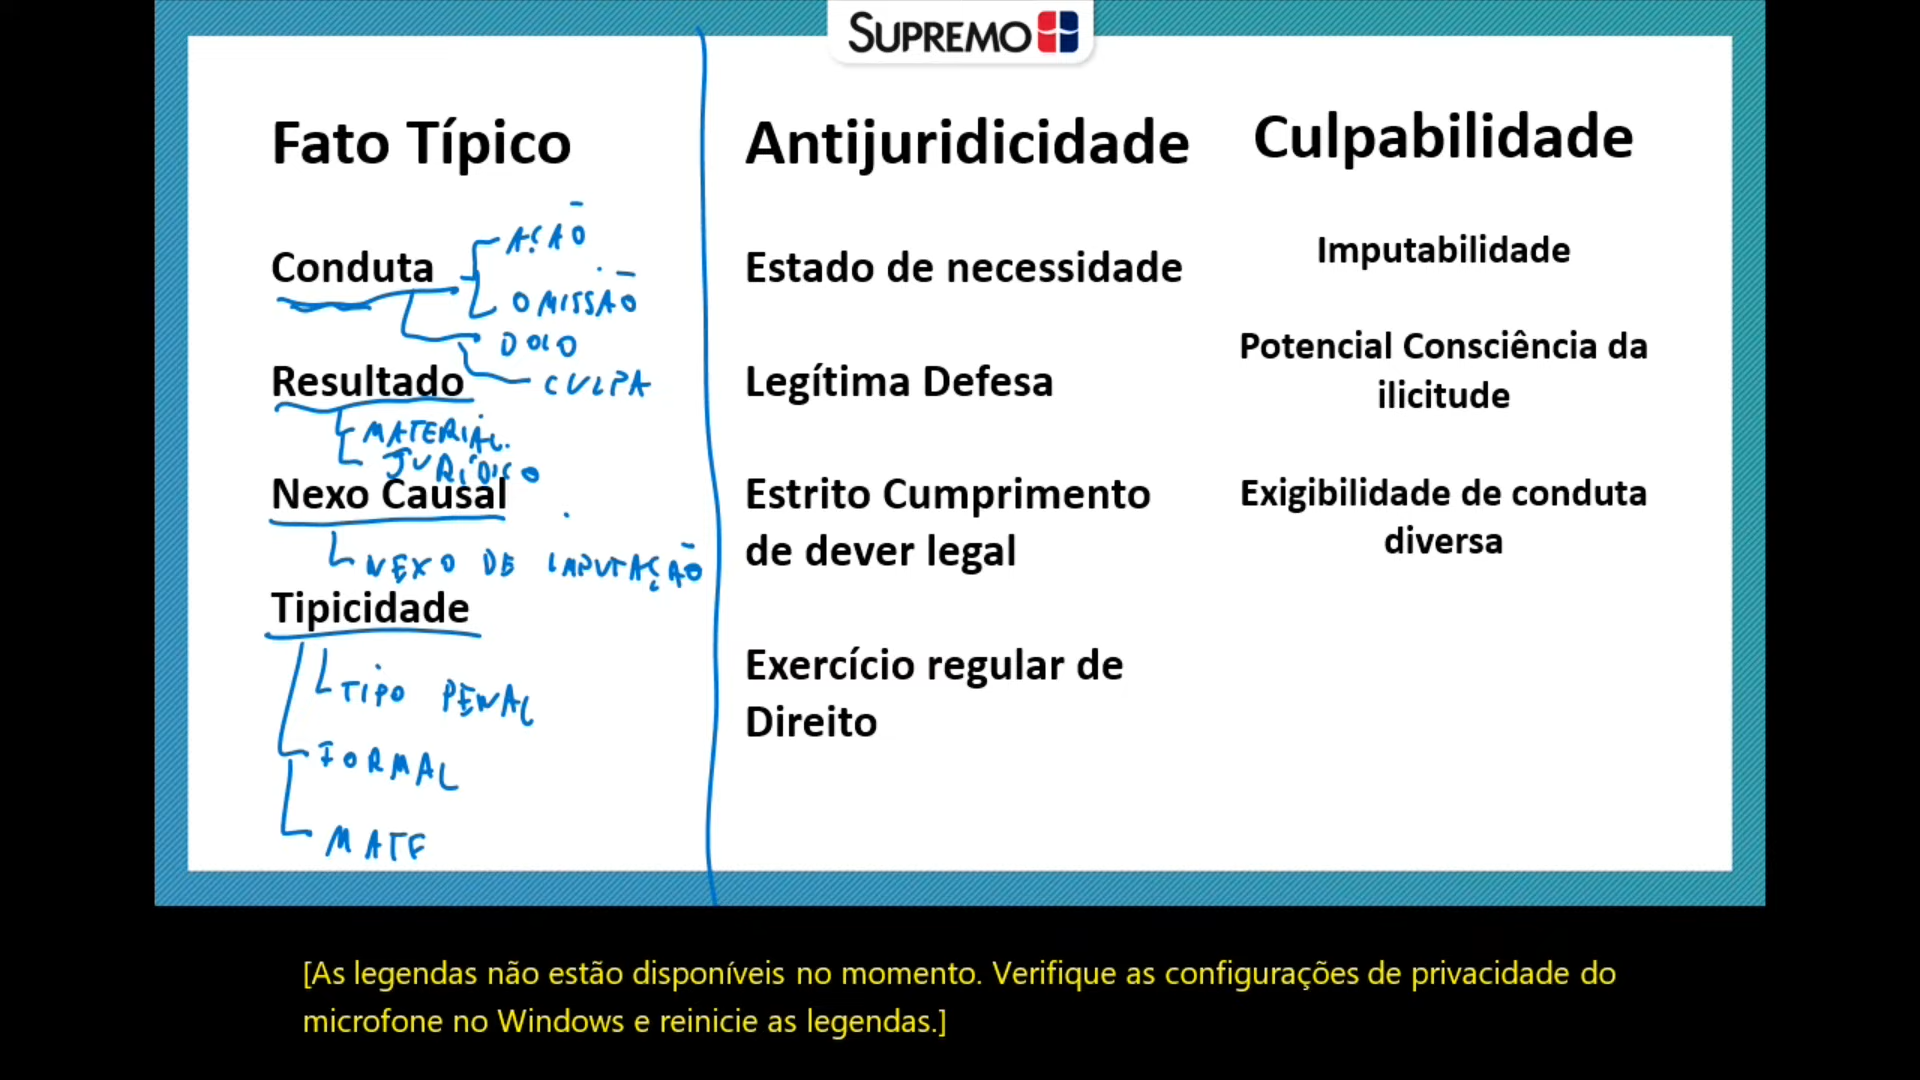 SUPREMO
Fato Típico
Conduta
AÇÃO
OMISSÃO
DOLO
CULPA
Resultado
MATERIAL.
JURÍDICO
Nexo Causal
NEXO DE IMPUTAÇÃO
Tipicidade
TIPO PENAL
FORMAL
MATE
Antijuridicidade
Estado de necessidade
Legítima Defesa
Estrito Cumprimento
de dever legal
Exercício regular de
Direito
Culpabilidade
Imputabilidade
Potencial Consciência da
ilicitude
Exigibilidade de conduta
diversa
[As legendas não estão disponíveis no momento. Verifique as configurações de privacidade do
microfone no Windows e reinicie as legendas.]